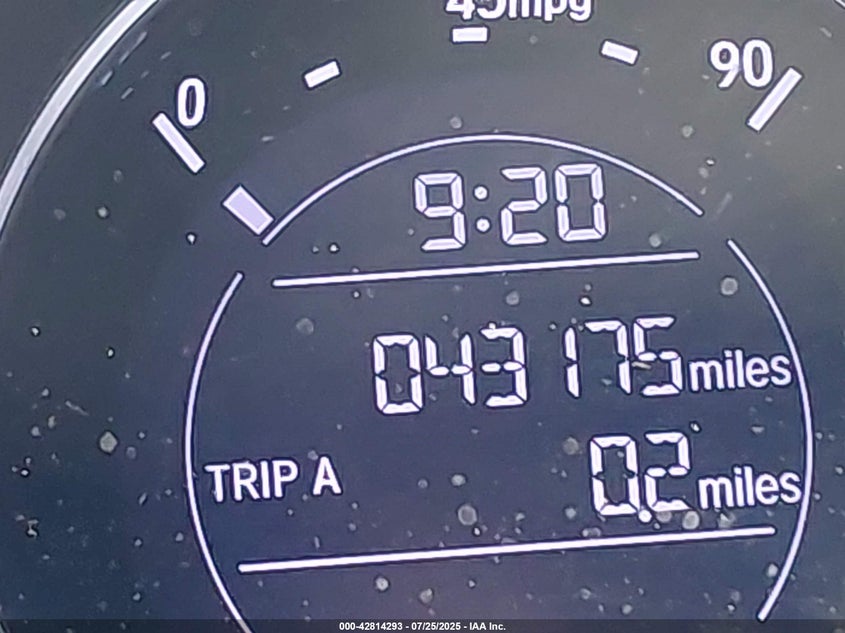 45mpg
0 90
9:20
043175 miles
TRIP A 0.2 miles
000-42814293 - 07/25/2025 - IAA Inc.